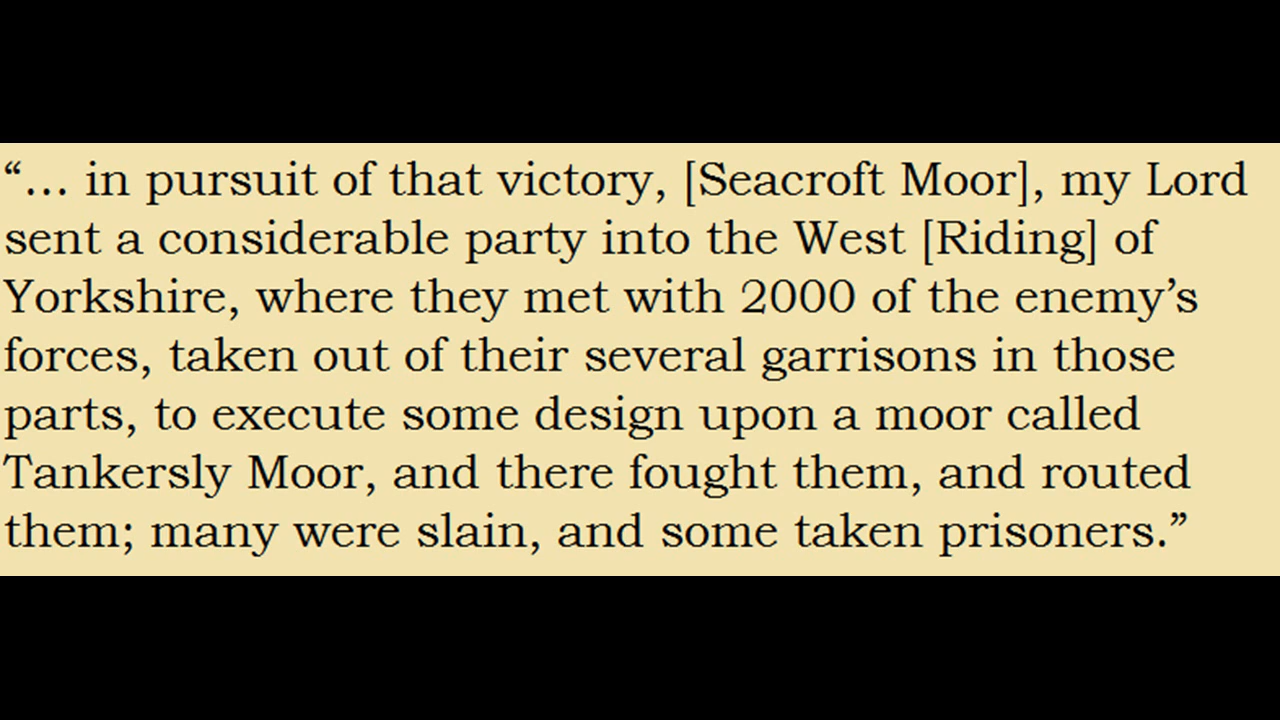 “... in pursuit of that victory, [Seacroft Moor], my Lord
sent a considerable party into the West [Riding] of
Yorkshire, where they met with 2000 of the enemy’s
forces, taken out of their several garrisons in those
parts, to execute some design upon a moor called
Tankersly Moor, and there fought them, and routed
them; many were slain, and some taken prisoners.”